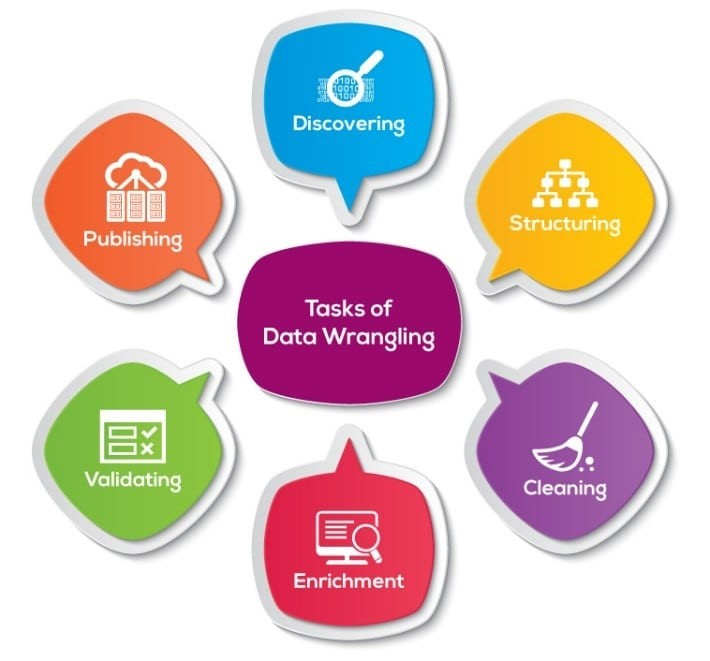 Discovering
Structuring
Cleaning
Enrichment
Validating
Publishing
Tasks of
Data Wrangling